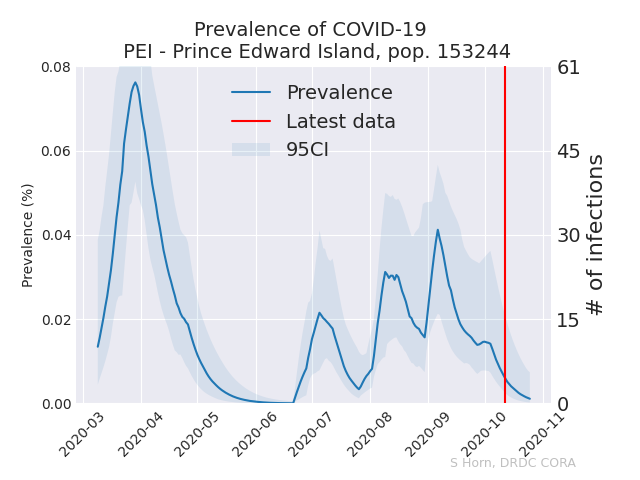 Prevalence of COVID-19
PEI - Prince Edward Island, pop. 153244
Prevalence
Latest data
95CI
Prevalence (%)
0.08
0.06
0.04
0.02
0.00
61
45
30
15
0
# of infections
2020-03
2020-04
2020-05
2020-06
2020-07
2020-08
2020-09
2020-10
2020-11
S Horn, DRDC CORA